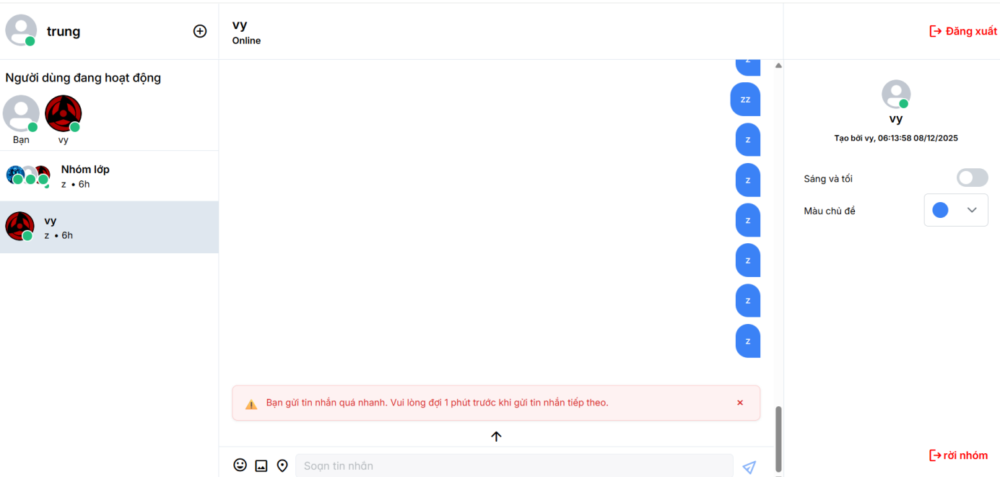 trung
vy
Online
Đăng xuất
Người dùng đang hoạt động
Bạn
vy
Nhóm lớp
z • 6h
vy
z • 6h
z
zz
z
z
z
z
z
z
Bạn gửi tin nhắn quá nhanh. Vui lòng đợi 1 phút trước khi gửi tin nhắn tiếp theo.
Soạn tin nhắn
vy
Tạo bởi vy, 06:13:58 08/12/2025
Sáng và tối
Màu chủ đề
rời nhóm